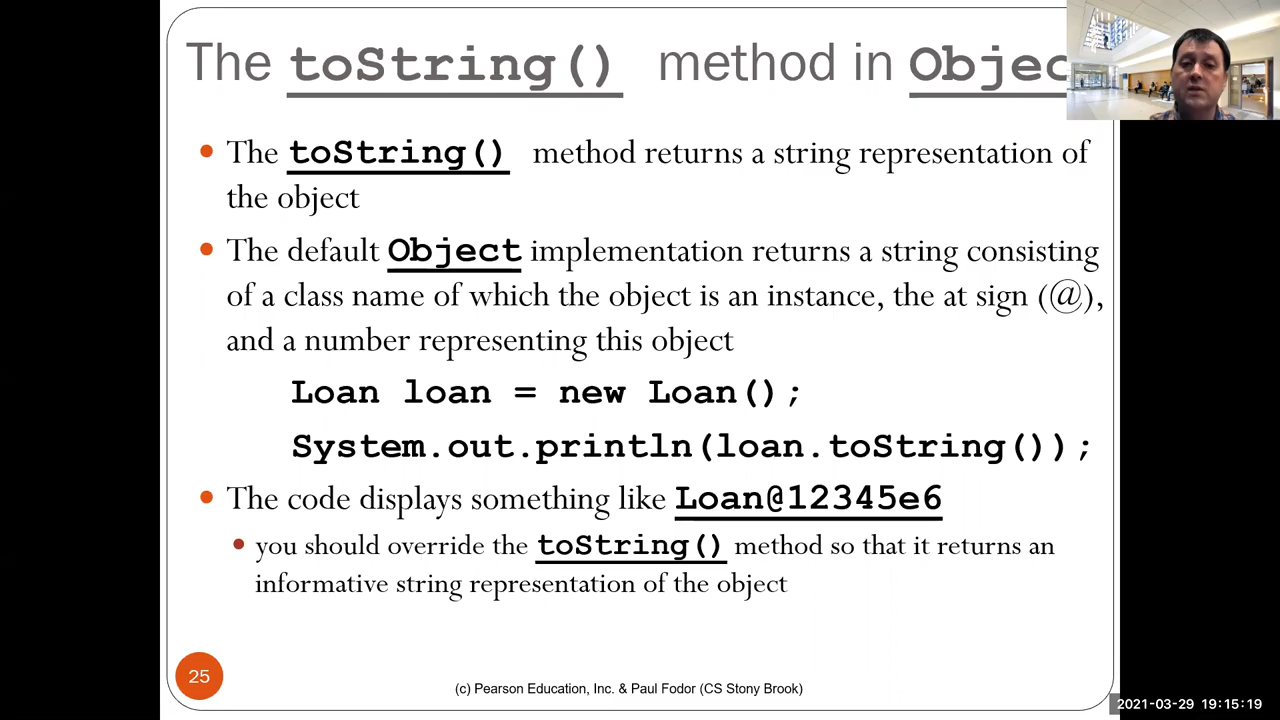 The toString() method in Objec
The toString() method returns a string representation of
the object
The default Object implementation returns a string consisting
of a class name of which the object is an instance, the at sign (@),
and a number representing this object
Loan loan = new Loan();
System.out.println(loan.toString());
The code displays something like Loan@12345e6
you should override the toString() method so that it returns an
informative string representation of the object
25
(c) Pearson Education, Inc. & Paul Fodor (CS Stony Brook)
2021-03-29 19:15:19